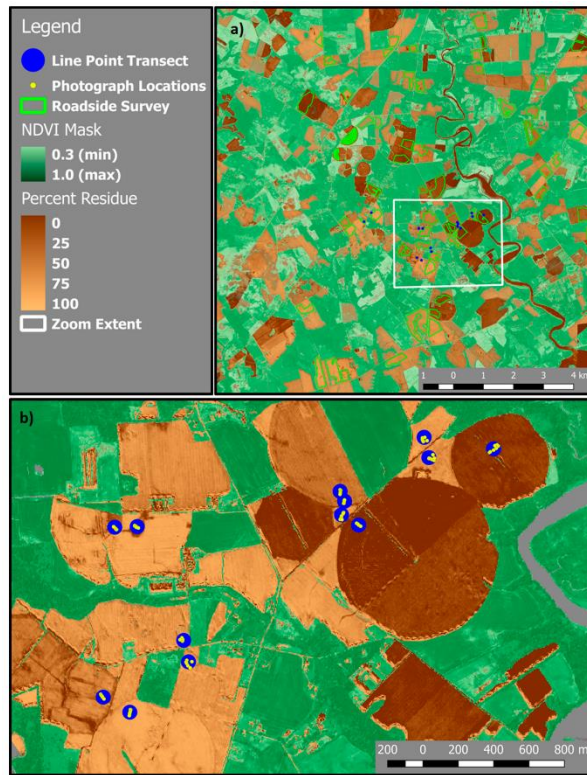 Legend
Line Point Transect
Photograph Locations
Roadside Survey
NDVI Mask
0.3 (min)
1.0 (max)
Percent Residue
0
25
50
75
100
Zoom Extent
a)
1 0 1 2 3 4 km
b)
200 0 200 400 600 800 m